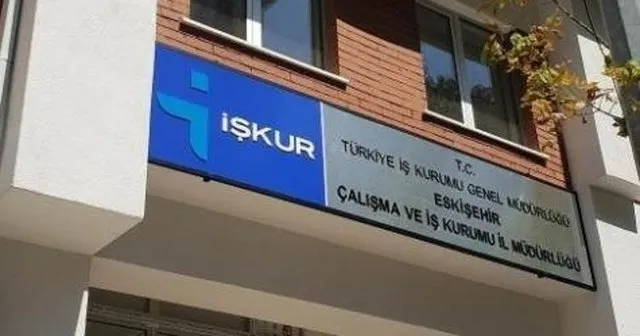 İŞKUR
T.C.
TÜRKİYE İŞ KURUMU GENEL MÜDÜRLÜĞÜ
ESKİŞEHİR
ÇALIŞMA VE İŞ KURUMU İL MÜDÜRLÜĞÜ